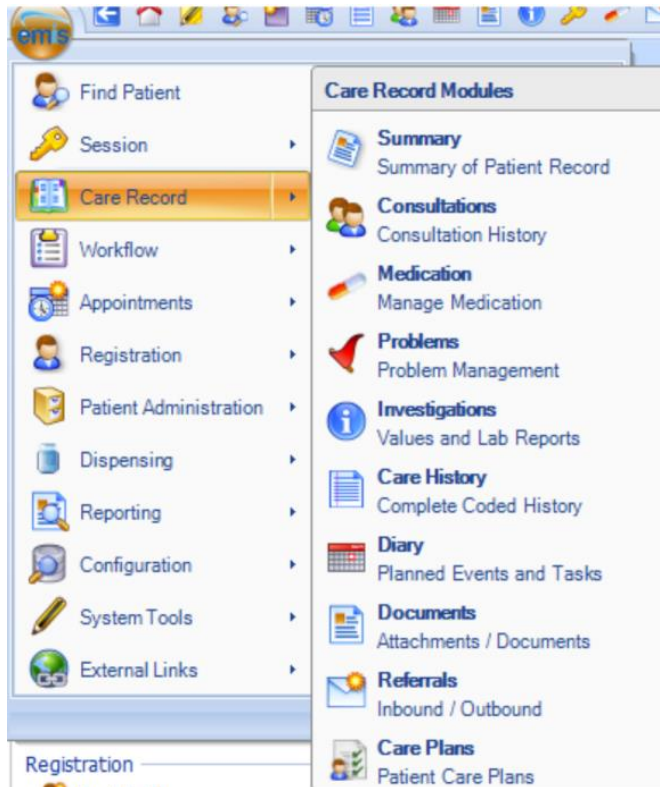 emis
Find Patient
Session
Care Record
Workflow
Appointments
Registration
Patient Administration
Dispensing
Reporting
Configuration
System Tools
External Links
Registration
Care Record Modules
Summary
Summary of Patient Record
Consultations
Consultation History
Medication
Manage Medication
Problems
Problem Management
Investigations
Values and Lab Reports
Care History
Complete Coded History
Diary
Planned Events and Tasks
Documents
Attachments / Documents
Referrals
Inbound / Outbound
Care Plans
Patient Care Plans